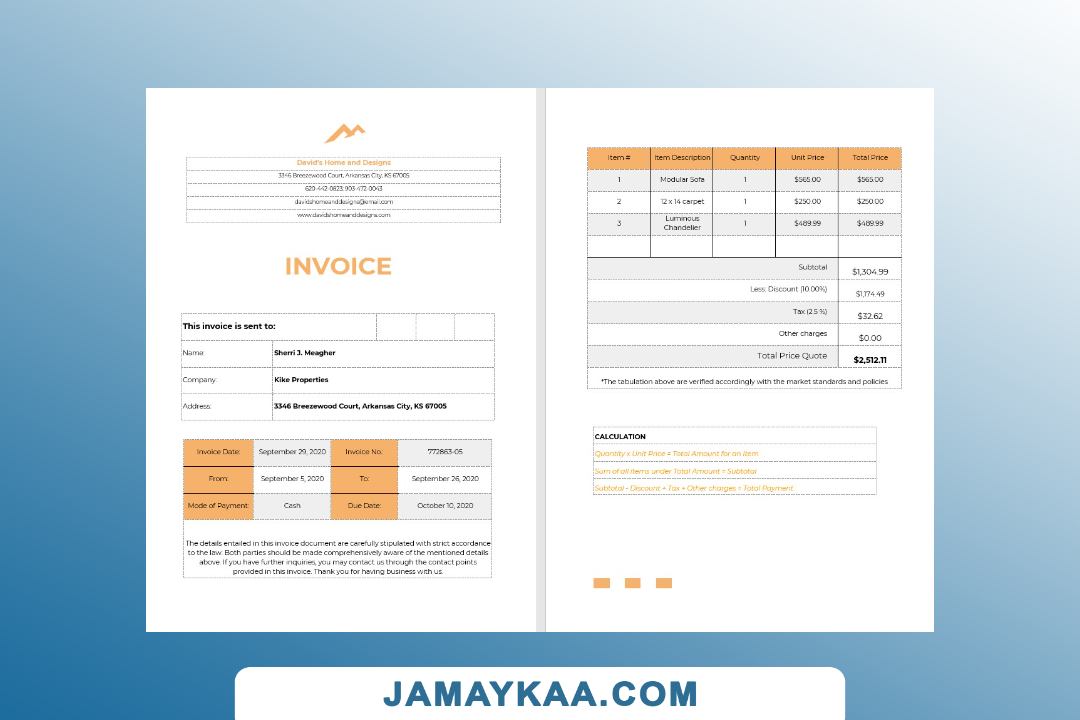 David's Home and Designs
3346 Breezewood Court, Arkansas City, KS 67005
620-442-0823; 903-472-0043
davidshomeanddesigns@email.com
www.davidshomeanddesigns.com
INVOICE
This invoice is sent to:
Name: Sherri J. Meagher
Company: Kike Properties
Address: 3346 Breezewood Court, Arkansas City, KS 67005
Invoice Date: September 29, 2020 Invoice No.: 772863-05
From: September 5, 2020 To: September 26, 2020
Mode of Payment: Cash Due Date: October 10, 2020
The details entailed in this invoice document are carefully stipulated with strict accordance
to the law. Both parties should be made comprehensively aware of the mentioned details
above. If you have further inquiries, you may contact us through the contact points
provided in this invoice. Thank you for having business with us.
Item # Item Description Quantity Unit Price Total Price
1 Modular Sofa 1 $565.00 $565.00
2 12 x 14 carpet 1 $250.00 $250.00
3 Luminous Chandelier 1 $489.99 $489.99
Subtotal $1,304.99
Less: Discount (10.00%) $1,174.49
Tax (2.5 %) $32.62
Other charges $0.00
Total Price Quote $2,512.11
*The tabulation above are verified accordingly with the market standards and policies
CALCULATION
Quantity x Unit Price = Total Amount for an Item
Sum of all items under Total Amount = Subtotal
Subtotal - Discount + Tax + Other charges = Total Payment
JAMAYKAA.COM